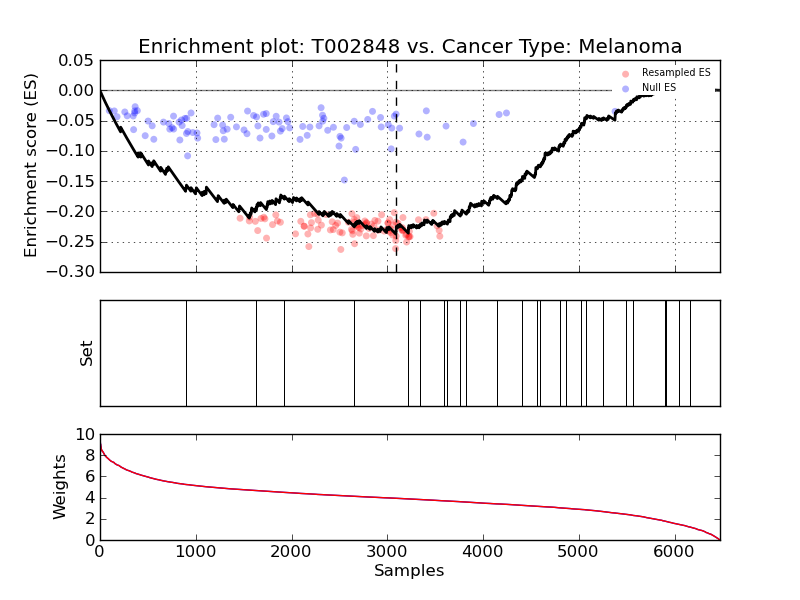 Enrichment plot: T002848 vs. Cancer Type: Melanoma
Enrichment score (ES)
0.05
0.00
−0.05
−0.10
−0.15
−0.20
−0.25
−0.30
Resampled ES
Null ES
Set
Weights
10
8
6
4
2
0
0 1000 2000 3000 4000 5000 6000
Samples